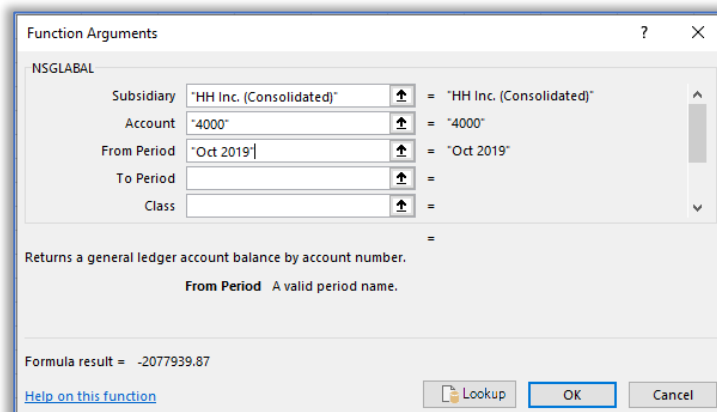 Function Arguments ? ×
NSGLABAL
Subsidiary "HH Inc. (Consolidated)" = "HH Inc. (Consolidated)"
Account "4000" = "4000"
From Period "Oct 2019" = "Oct 2019"
To Period =
Class =
=
Returns a general ledger account balance by account number.
From Period A valid period name.
Formula result = -2077939.87
Help on this function Lookup OK Cancel